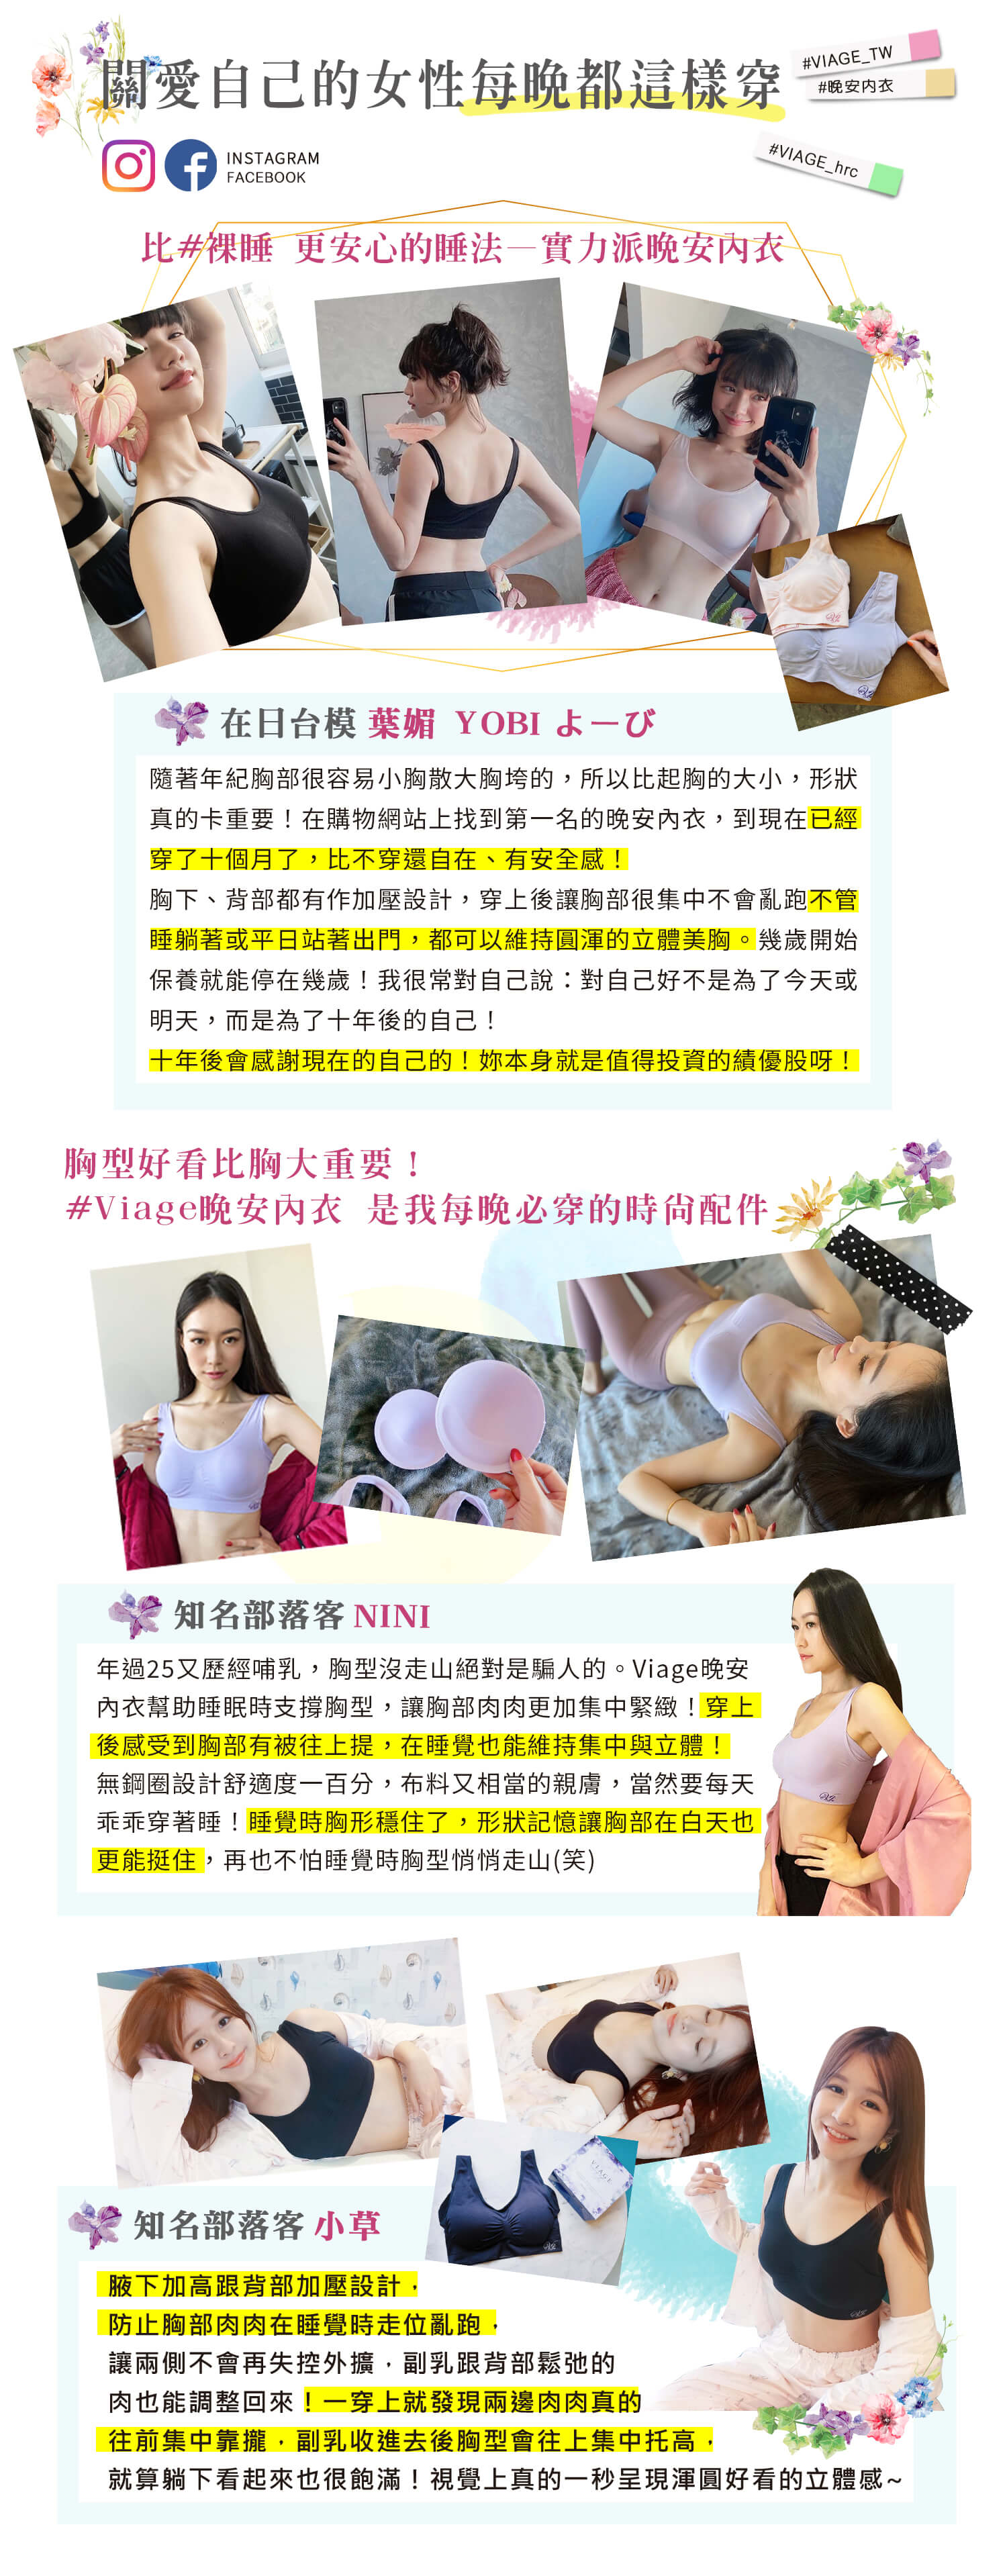 關愛自己的女性每晚都這樣穿
#VIAGE_TW
#晚安內衣
#VIAGE_hrc
INSTAGRAM
FACEBOOK
比#裸睡 更安心的睡法—實力派晚安內衣
在日台模 葉媚 YOBI よーび
隨著年紀胸部很容易小胸散大胸垮的，所以比起胸的大小，形狀
真的卡重要！在購物網站上找到第一名的晚安內衣，到現在已經
穿了十個月了，比不穿還自在、有安全感！
胸下、背部都有作加壓設計，穿上後讓胸部很集中不會亂跑不管
睡躺著或平日站著出門，都可以維持圓渾的立體美胸。幾歲開始
保養就能停在幾歲！我很常對自己說：對自己好不是為了今天或
明天，而是為了十年後的自己！
十年後會感謝現在的自己的！妳本身就是值得投資的績優股呀！
胸型好看比胸大重要！
#Viage晚安內衣 是我每晚必穿的時尚配件
知名部落客 NINI
年過25又歷經哺乳，胸型沒走山絕對是騙人的。Viage晚安
內衣幫助睡眠時支撐胸型，讓胸部肉肉更加集中緊緻！穿上
後感受到胸部有被往上提，在睡覺也能維持集中與立體！
無鋼圈設計舒適度一百分，布料又相當的親膚，當然要每天
乖乖穿著睡！睡覺時胸形穩住了，形狀記憶讓胸部在白天也
更能挺住，再也不怕睡覺時胸型悄悄走山(笑)
VIAGE
知名部落客 小草
腋下加高跟背部加壓設計，
防止胸部肉肉在睡覺時走位亂跑，
讓兩側不會再失控外擴，副乳跟背部鬆弛的
肉也能調整回來！一穿上就發現兩邊肉肉真的
往前集中靠攏，副乳收進去後胸型會往上集中托高，
就算躺下看起來也很飽滿！視覺上真的一秒呈現渾圓好看的立體感~